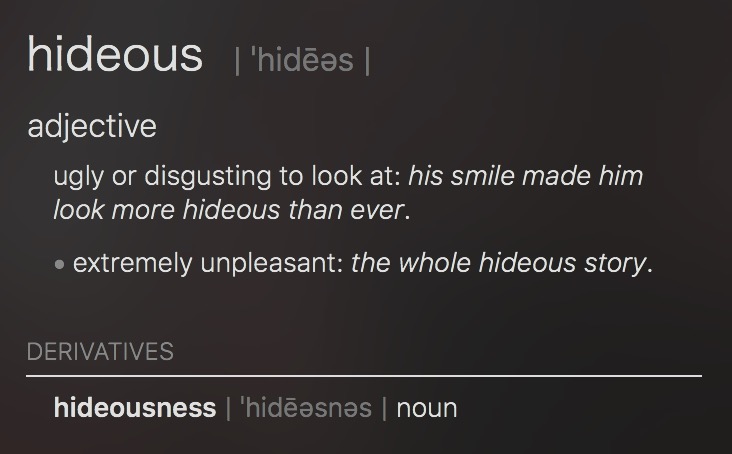 hideous | ˈhidēəs |
adjective
ugly or disgusting to look at: his smile made him
look more hideous than ever.
• extremely unpleasant: the whole hideous story.
DERIVATIVES
hideousness | ˈhidēəsnəs | noun